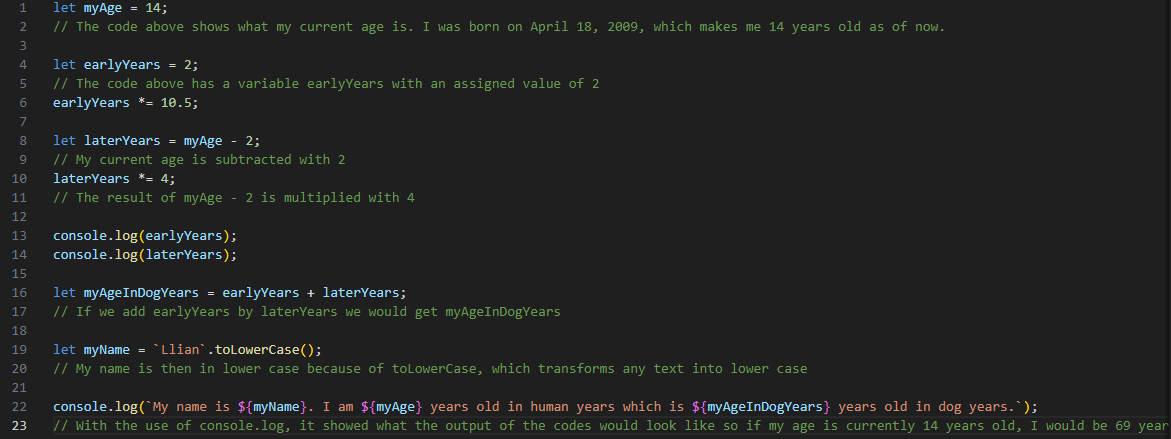 1 let myAge = 14;
2 // The code above shows what my current age is. I was born on April 18, 2009, which makes me 14 years old as of now.
3
4 let earlyYears = 2;
5 // The code above has a variable earlyYears with an assigned value of 2
6 earlyYears *= 10.5;
7
8 let laterYears = myAge - 2;
9 // My current age is subtracted with 2
10 laterYears *= 4;
11 // The result of myAge - 2 is multiplied with 4
12
13 console.log(earlyYears);
14 console.log(laterYears);
15
16 let myAgeInDogYears = earlyYears + laterYears;
17 // If we add earlyYears by laterYears we would get myAgeInDogYears
18
19 let myName = `Llian`.toLowerCase();
20 // My name is then in lower case because of toLowerCase, which transforms any text into lower case
21
22 console.log(`My name is ${myName}. I am ${myAge} years old in human years which is ${myAgeInDogYears} years old in dog years.`);
23 // With the use of console.log, it showed what the output of the codes would look like so if my age is currently 14 years old, I would be 69 year